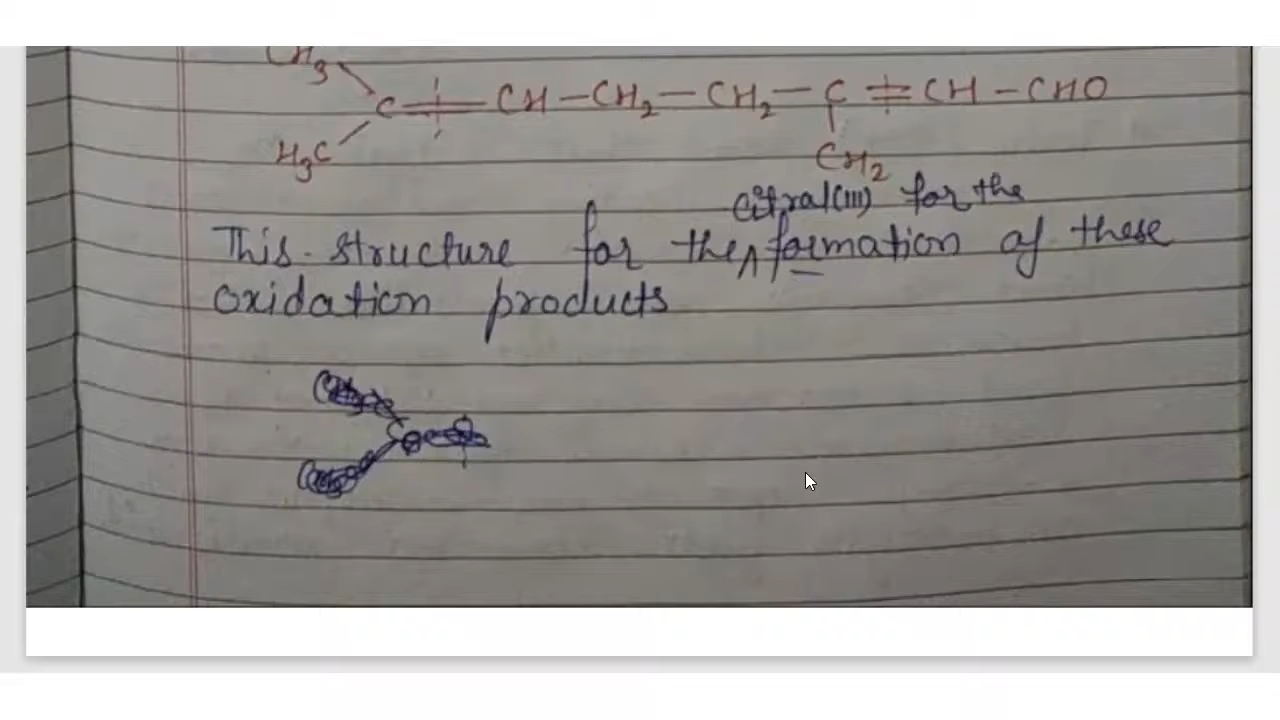 CH3
C = CH - CH2 - CH2 - C = CH - CHO
H3C
CH2
citral(III) for the
This structure for the ^ formation of these
oxidation products